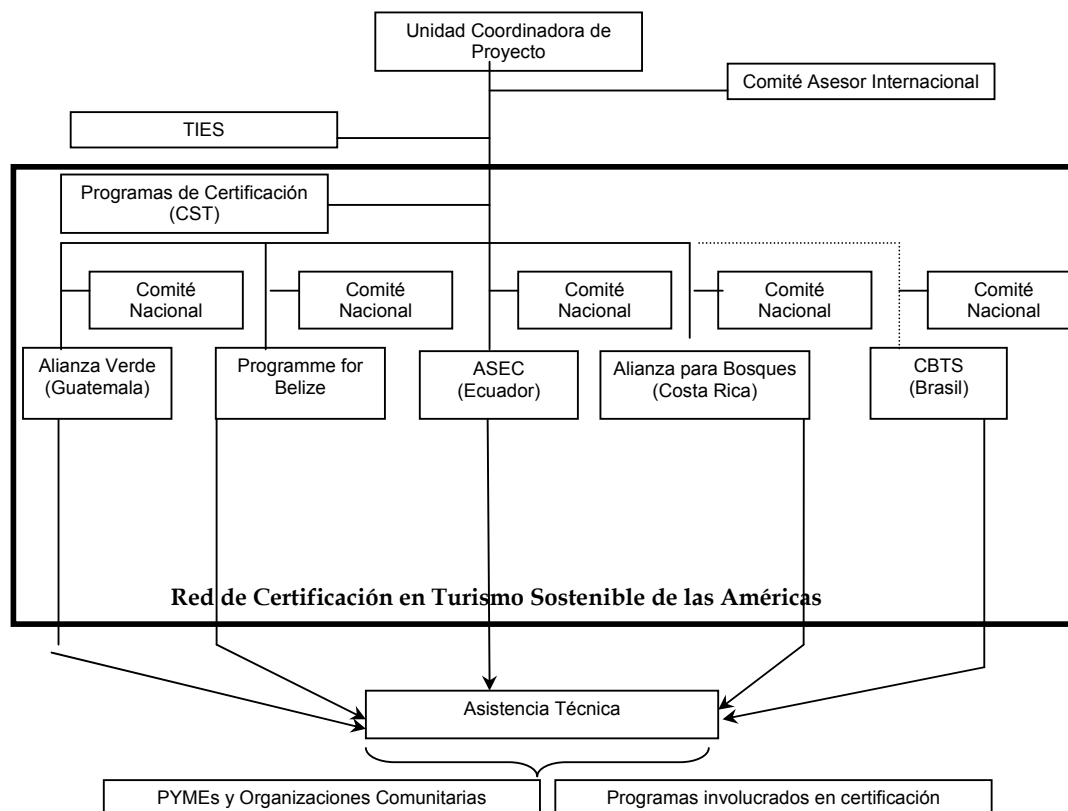 Unidad Coordinadora de
Proyecto
Comité Asesor Internacional
TIES
Programas de Certificación
(CST)
Comité
Nacional
Comité
Nacional
Comité
Nacional
Comité
Nacional
Comité
Nacional
Alianza Verde
(Guatemala)
Programme for
Belize
ASEC
(Ecuador)
Alianza para Bosques
(Costa Rica)
CBTS
(Brasil)
Red de Certificación en Turismo Sostenible de las Américas
Asistencia Técnica
PYMEs y Organizaciones Comunitarias
Programas involucrados en certificación